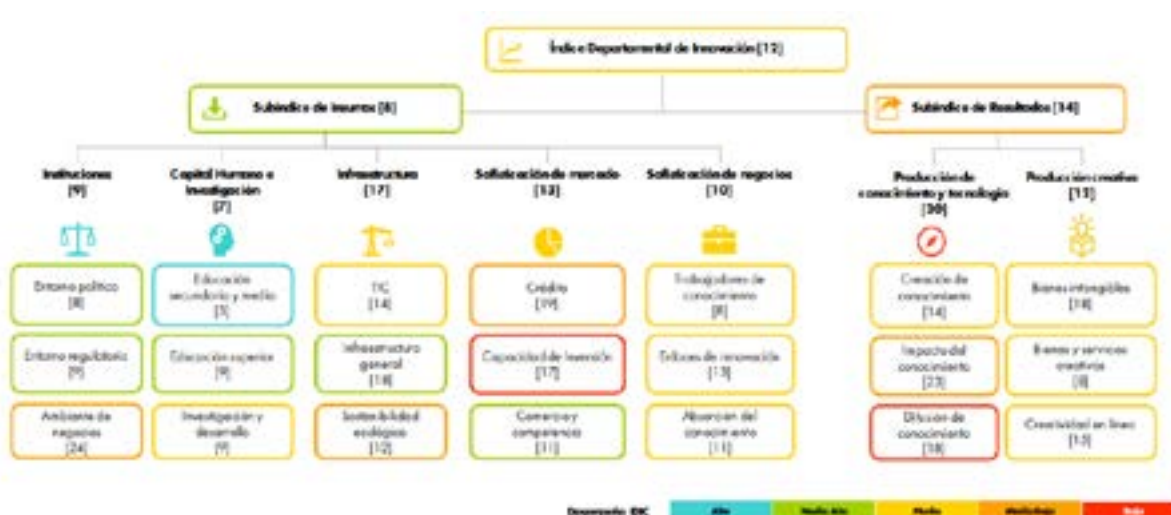 Índice Departamental de Innovación [12]
Subíndice de Insumos [8]
Subíndice de Resultados [14]
Instituciones
[9]
Capital Humano e
Investigación
[7]
Infraestructura
[17]
Sofisticación de mercado
[13]
Sofisticación de negocios
[10]
Producción de
conocimiento y tecnología
[20]
Producción creativa
[12]
Entorno político
[8]
Entorno regulatorio
[9]
Ambiente de
negocios
[24]
Educación
secundaria y media
Educación superior
[9]
Investigación y
desarrollo
[9]
TIC
[14]
Infraestructura
general
[18]
Sostenibilidad
ecológica
[12]
Crédito
[19]
Capacidad de Inversión
[17]
Comercio y
competencia
[11]
Trabajadores de
conocimiento
[8]
Enlaces de innovación
[13]
Absorción del
conocimiento
[11]
Creación de
conocimiento
[14]
Impacto del
conocimiento
[23]
Difusión de
conocimiento
[18]
Bienes intangibles
[18]
Bienes y servicios
creativos
[8]
Creatividad en línea
[15]
Desempeño IDIC Alto Medio Alto Medio Medio Bajo Bajo